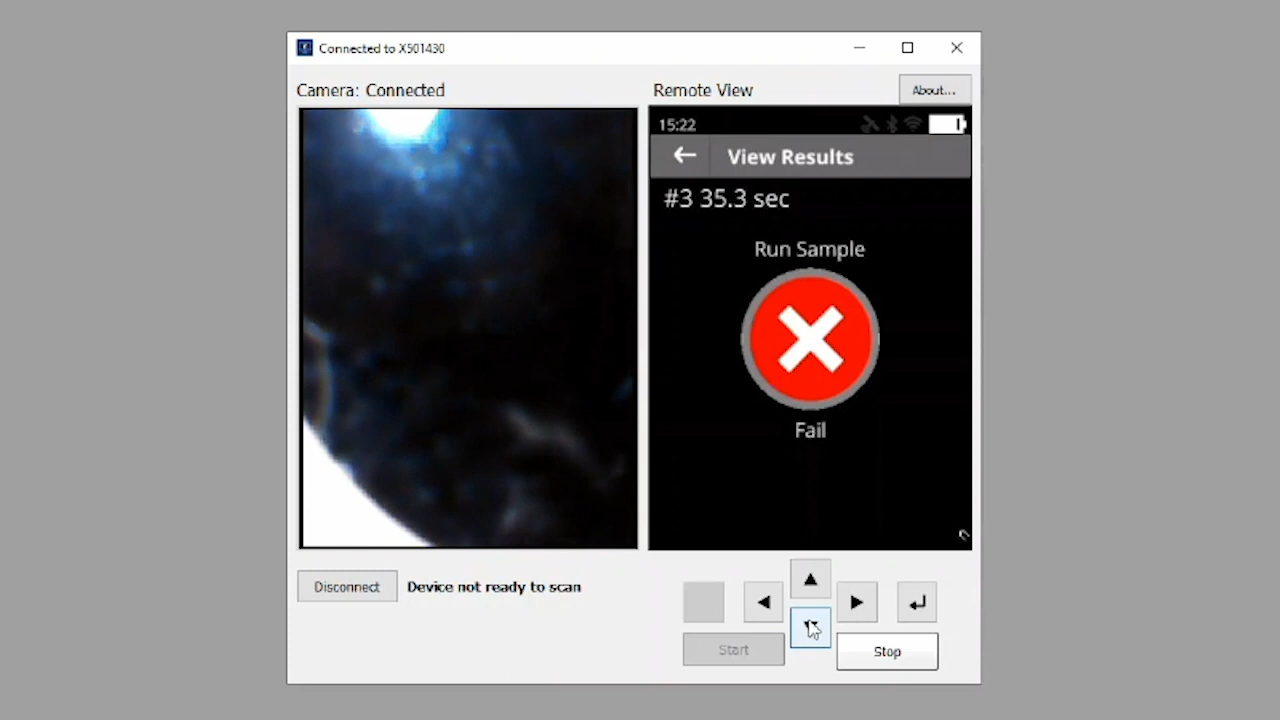 Connected to X501430
Camera: Connected
Remote View
About...
15:22
View Results
#3 35.3 sec
Run Sample
Fail
Disconnect
Device not ready to scan
Start
Stop